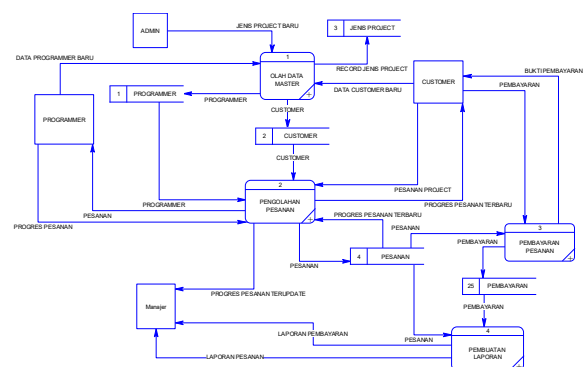 JENIS PROJECT BARU
ADMIN
3 JENIS PROJECT
1
DATA PROGRAMMER BARU
OLAH DATA
MASTER
RECORD JENIS PROJECT
CUSTOMER
BUKTI PEMBAYARAN
PEMBAYARAN
1 PROGRAMMER
PROGRAMMER
DATA CUSTOMER BARU
PROGRAMMER
CUSTOMER
2 CUSTOMER
CUSTOMER
2
PENGOLAHAN
PESANAN
PESANAN PROJECT
PROGRAMMER
PROGRES PESANAN TERBARU
PESANAN
PROGRES PESANAN TERBARU
PROGRES PESANAN
PESANAN
3
PEMBAYARAN
PESANAN
PEMBAYARAN
4 PESANAN
PESANAN
25 PEMBAYARAN
PROGRES PESANAN TERUPDATE
Manajer
PEMBAYARAN
4
LAPORAN PEMBAYARAN
PESANAN
PEMBUATAN
LAPORAN
LAPORAN PESANAN